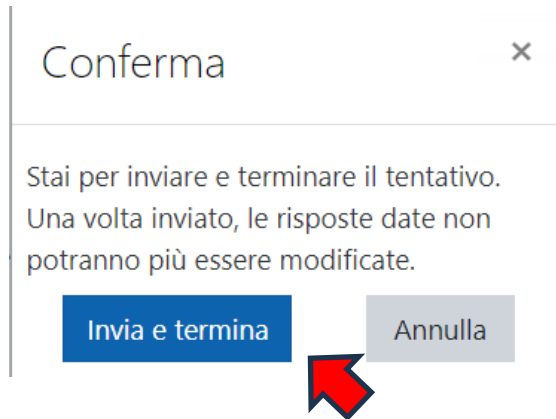 Conferma ×
Stai per inviare e terminare il tentativo.
Una volta inviato, le risposte date non
potranno più essere modificate.
Invia e termina Annulla